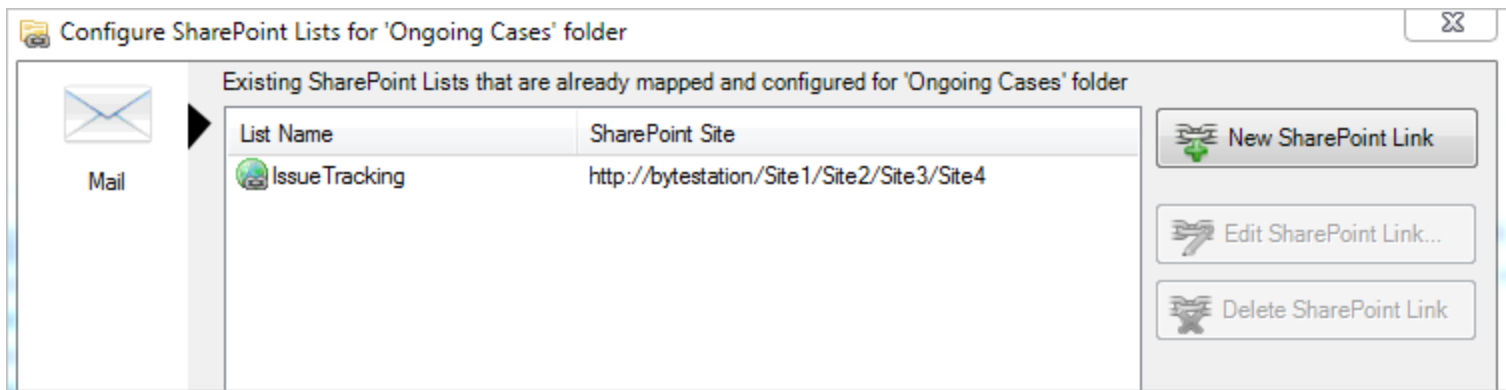 Configure SharePoint Lists for 'Ongoing Cases' folder
Existing SharePoint Lists that are already mapped and configured for 'Ongoing Cases' folder
Mail
List Name SharePoint Site
IssueTracking http://bytestation/Site1/Site2/Site3/Site4
New SharePoint Link
Edit SharePoint Link...
Delete SharePoint Link